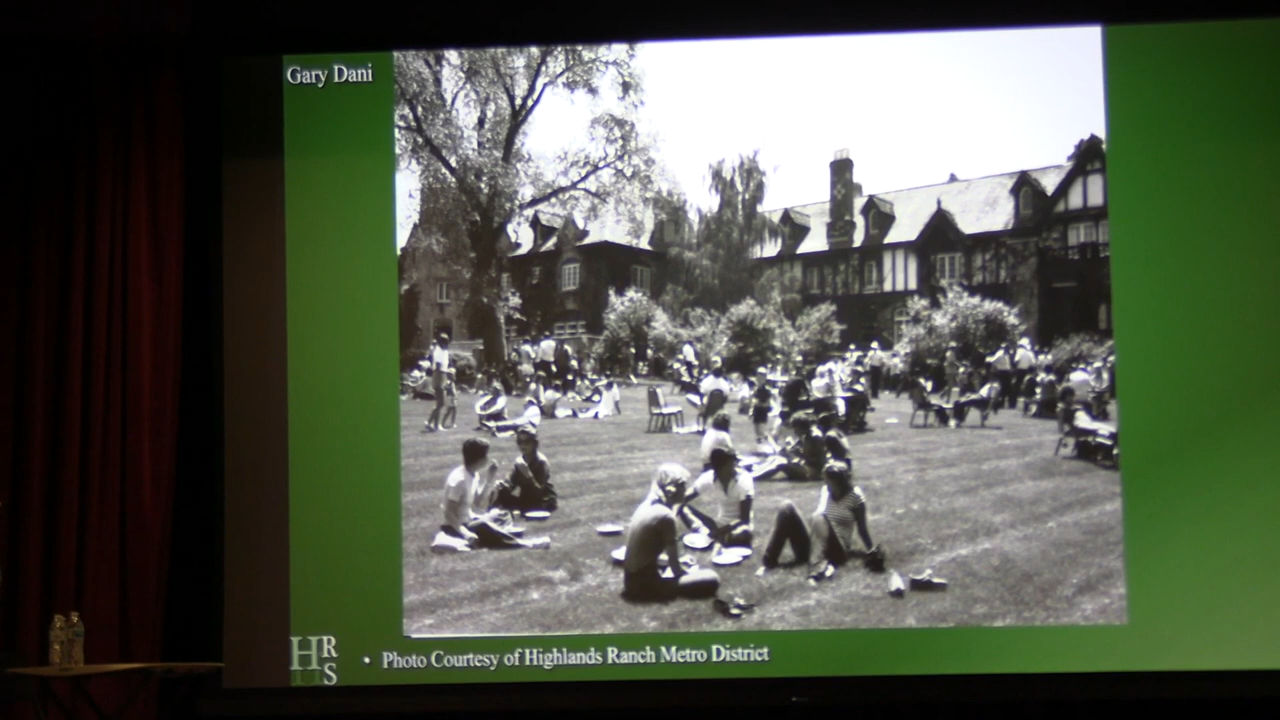 Gary Dani
HRS
• Photo Courtesy of Highlands Ranch Metro District